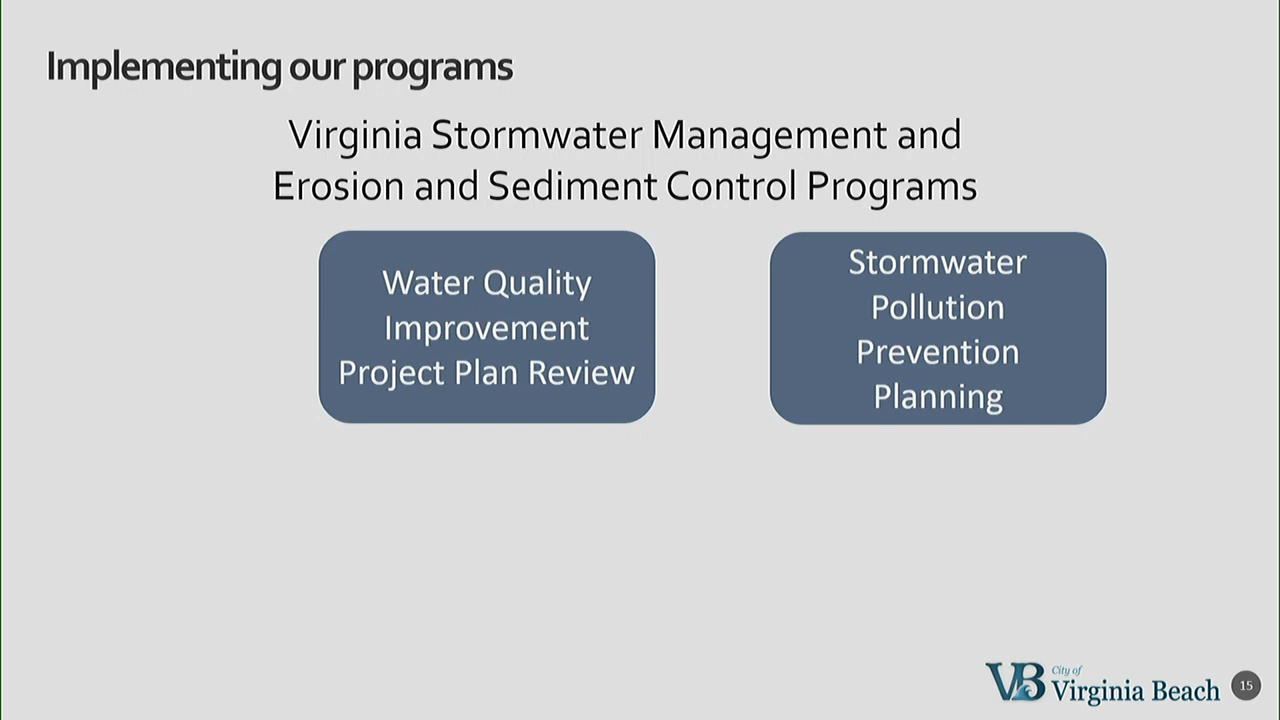 Implementing our programs
Virginia Stormwater Management and
Erosion and Sediment Control Programs
Water Quality
Improvement
Project Plan Review
Stormwater
Pollution
Prevention
Planning
VB
City of
Virginia Beach
15